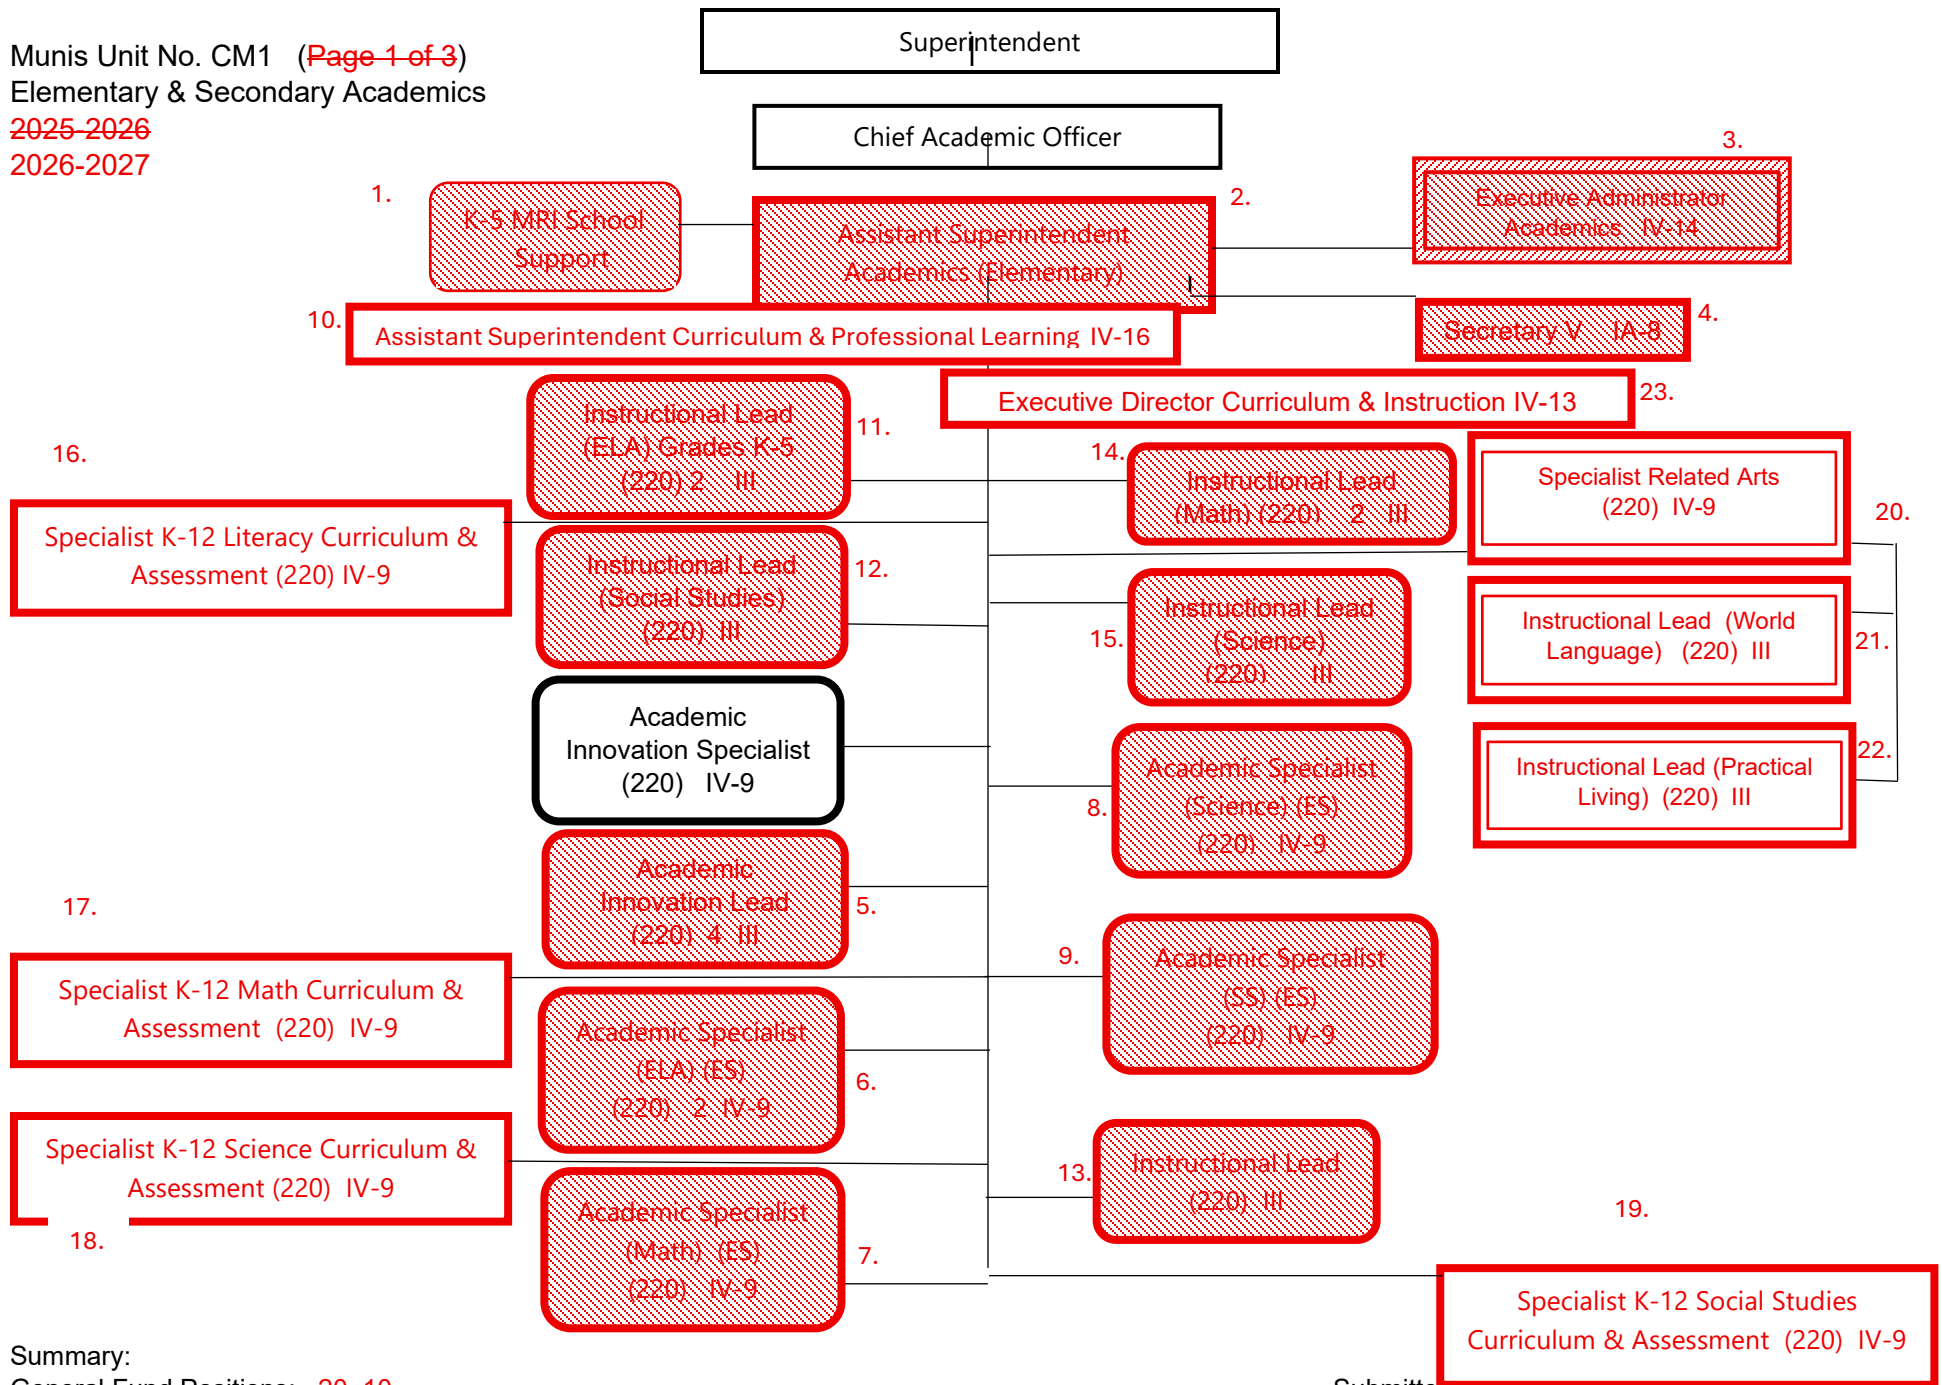 Superintendent
Munis Unit No. CM1 (Page 1 of 3)
Elementary & Secondary Academics
2025-2026
2026-2027
Chief Academic Officer
1.
K-5 MRI School
Support
2.
Assistant Superintendent
Academics (Elementary)
3.
Executive Administrator
Academics IV-14
10.
Assistant Superintendent Curriculum & Professional Learning IV-16
4.
Secretary V IA-8
Executive Director Curriculum & Instruction IV-13
23.
Instructional Lead
(ELA) Grades K-5
(220) 2 III
11.
14.
Instructional Lead
(Math) (220) 2 III
Specialist Related Arts
(220) IV-9
20.
16.
Specialist K-12 Literacy Curriculum &
Assessment (220) IV-9
Instructional Lead
(Social Studies)
(220) III
12.
15.
Instructional Lead
(Science)
(220) III
Instructional Lead (World
Language) (220) III
21.
Academic
Innovation Specialist
(220) IV-9
8.
Academic Specialist
(Science) (ES)
(220) IV-9
Instructional Lead (Practical
Living) (220) III
22.
Academic
Innovation Lead
(220) 4 III
5.
17.
Specialist K-12 Math Curriculum &
Assessment (220) IV-9
9.
Academic Specialist
(SS) (ES)
(220) IV-9
Academic Specialist
(ELA) (ES)
(220) 2 IV-9
6.
Specialist K-12 Science Curriculum &
Assessment (220) IV-9
18.
13.
Instructional Lead
(220) III
Academic Specialist
(Math) (ES)
(220) IV-9
7.
19.
Specialist K-12 Social Studies
Curriculum & Assessment (220) IV-9
Summary:
General Fund Positions: 20 10